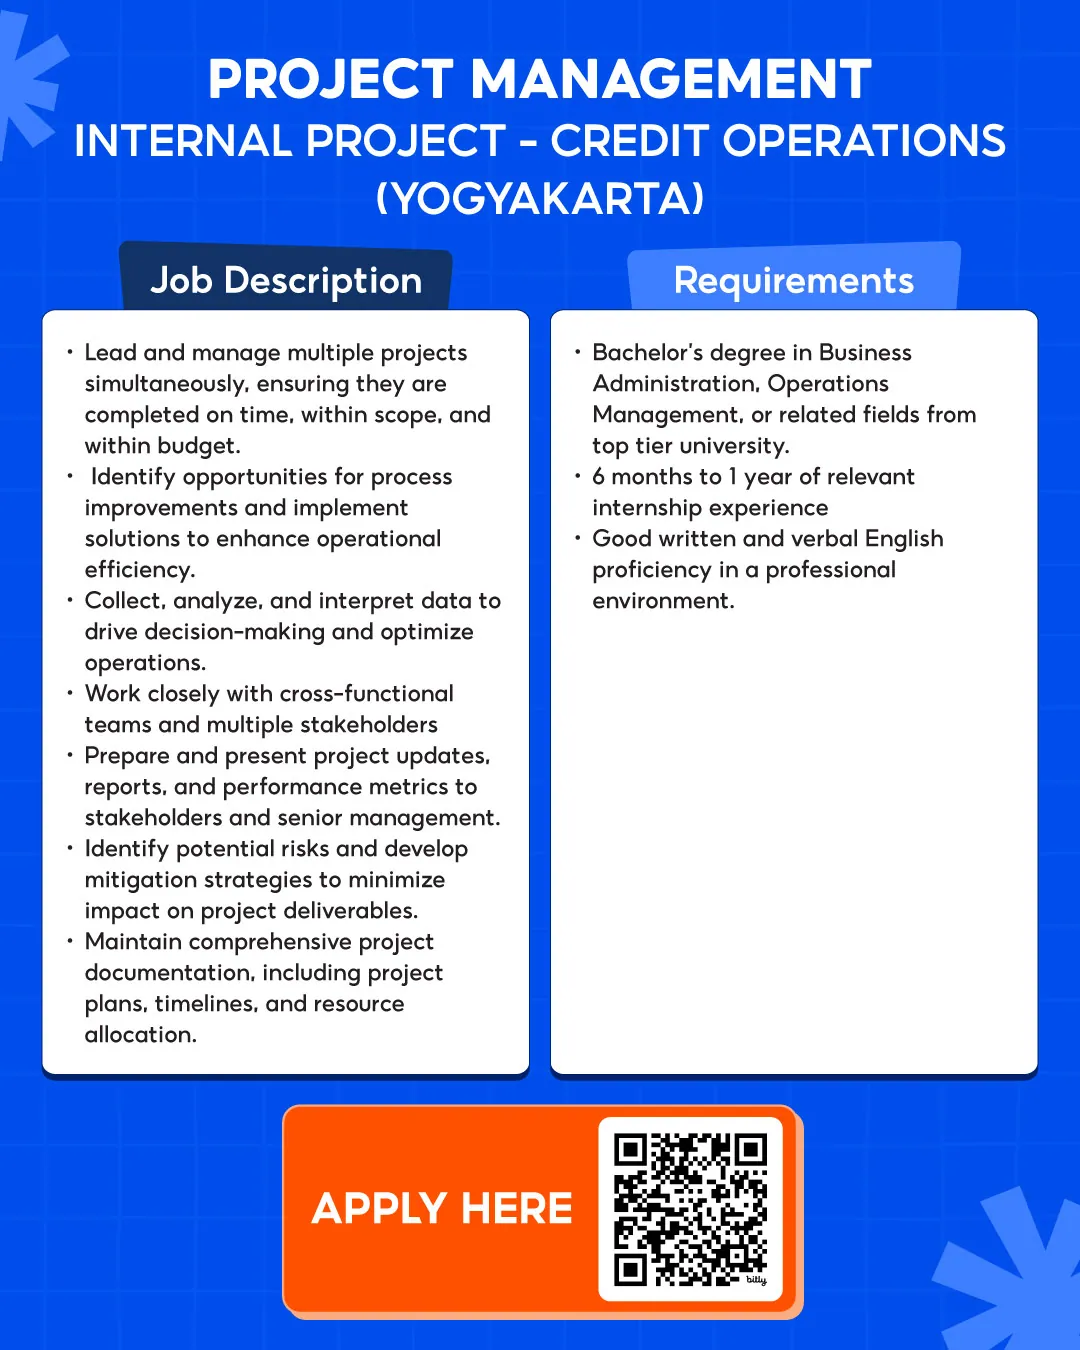 PROJECT MANAGEMENT
INTERNAL PROJECT - CREDIT OPERATIONS
(YOGYAKARTA)
Job Description
• Lead and manage multiple projects
simultaneously, ensuring they are
completed on time, within scope, and
within budget.
• Identify opportunities for process
improvements and implement
solutions to enhance operational
efficiency.
• Collect, analyze, and interpret data to
drive decision-making and optimize
operations.
• Work closely with cross-functional
teams and multiple stakeholders
• Prepare and present project updates,
reports, and performance metrics to
stakeholders and senior management.
• Identify potential risks and develop
mitigation strategies to minimize
impact on project deliverables.
• Maintain comprehensive project
documentation, including project
plans, timelines, and resource
allocation.
Requirements
• Bachelor's degree in Business
Administration, Operations
Management, or related fields from
top tier university.
• 6 months to 1 year of relevant
internship experience
• Good written and verbal English
proficiency in a professional
environment.
APPLY HERE
bitly